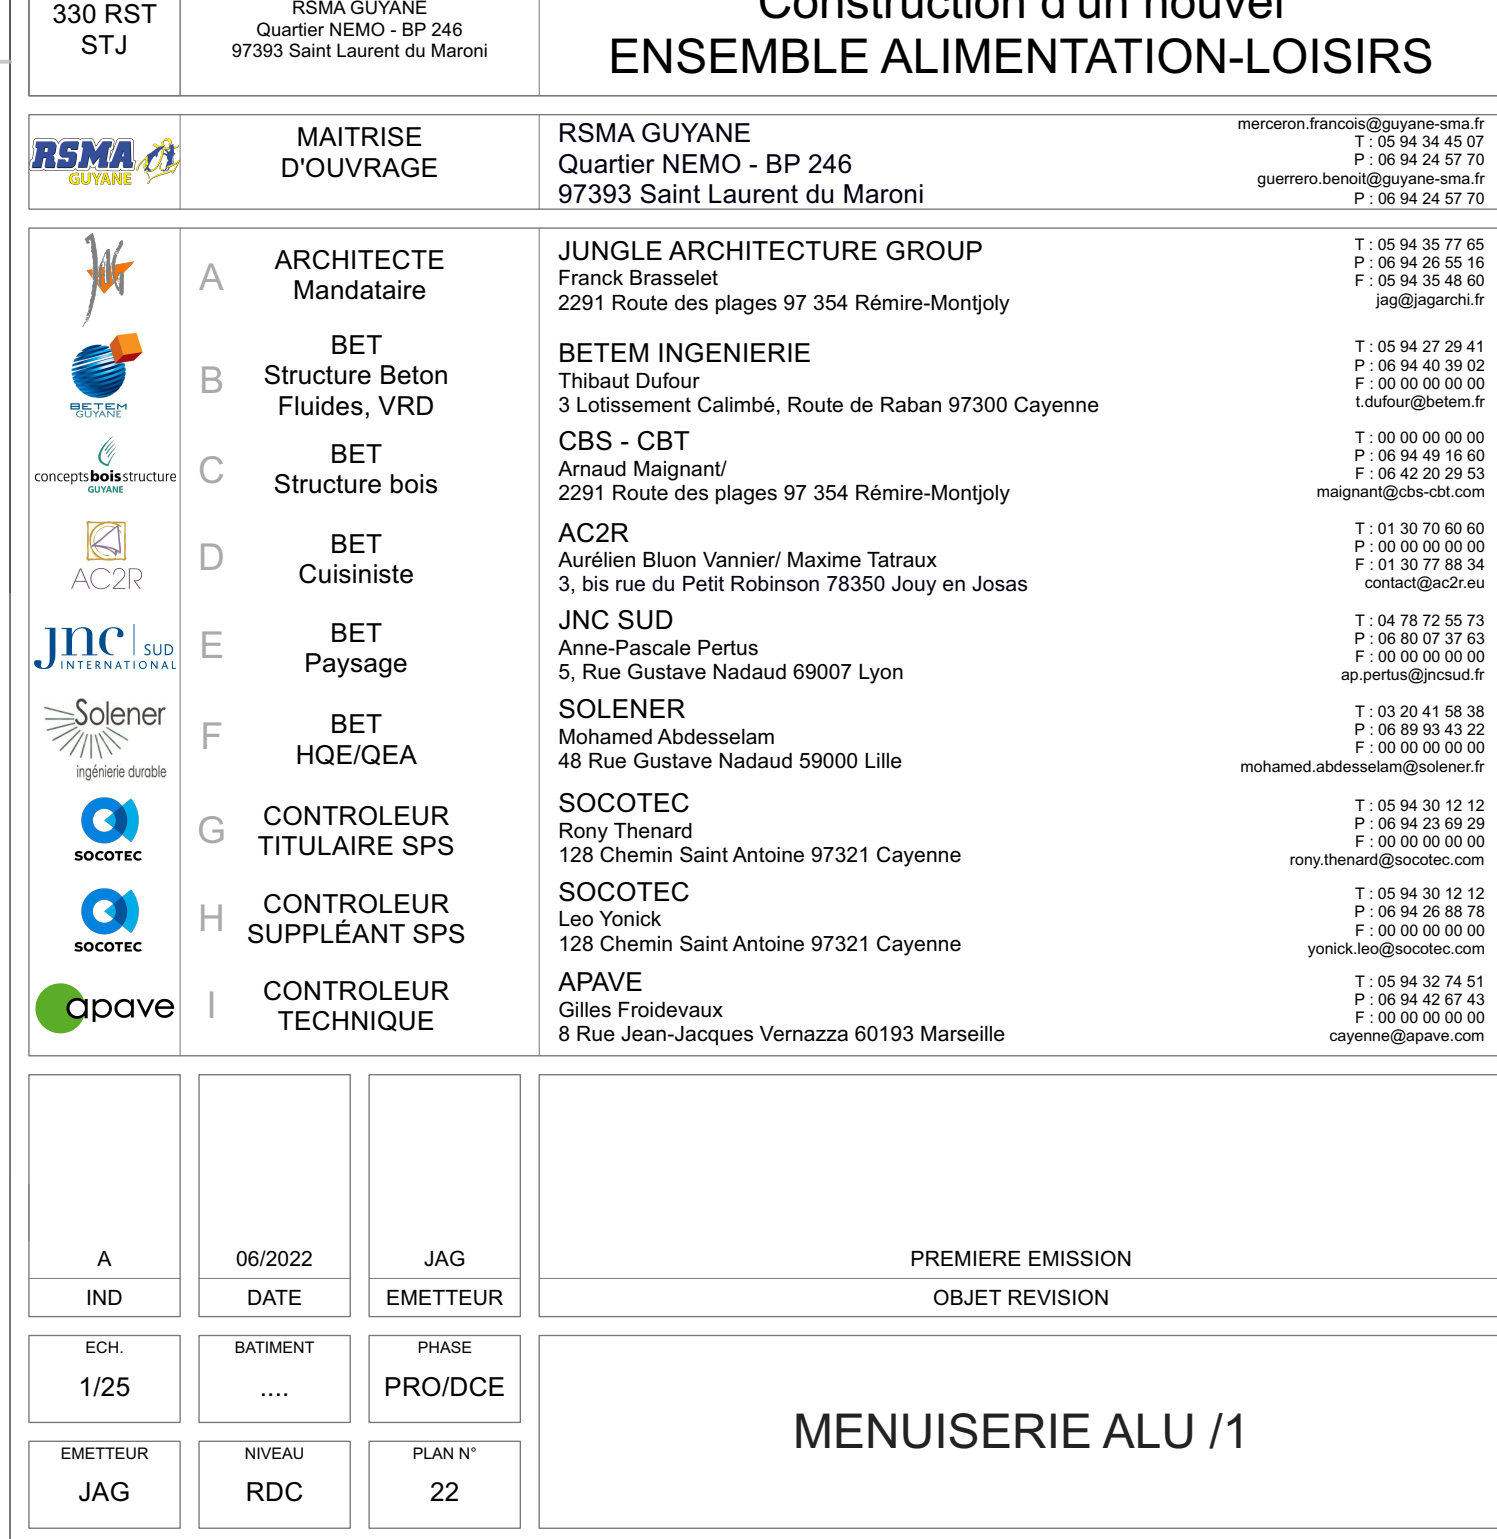 330 RST
STJ
RSMA GUYANE
Quartier NEMO - BP 246
97393 Saint Laurent du Maroni
Construction d'un nouvel
ENSEMBLE ALIMENTATION-LOISIRS
RSMA
GUYANE
MAITRISE
D'OUVRAGE
RSMA GUYANE
Quartier NEMO - BP 246
97393 Saint Laurent du Maroni
merceron.francois@guyane-sma.fr
T : 05 94 34 45 07
P : 06 94 24 57 70
guerrero.benoit@guyane-sma.fr
P : 06 94 24 57 70
JAG
A
ARCHITECTE
Mandataire
JUNGLE ARCHITECTURE GROUP
Franck Brasselet
2291 Route des plages 97 354 Rémire-Montjoly
T : 05 94 35 77 65
P : 06 94 26 55 16
F : 05 94 35 48 60
jag@jagarchi.fr
BETEM
GUYANE
B
BET
Structure Beton
Fluides, VRD
BETEM INGENIERIE
Thibaut Dufour
3 Lotissement Calimbé, Route de Raban 97300 Cayenne
T : 05 94 27 29 41
P : 06 94 40 39 02
F : 00 00 00 00 00
t.dufour@betem.fr
conceptsboisstructure
GUYANE
C
BET
Structure bois
CBS - CBT
Arnaud Maignant/
2291 Route des plages 97 354 Rémire-Montjoly
T : 00 00 00 00 00
P : 06 94 49 16 60
F : 06 42 20 29 53
maignant@cbs-cbt.com
AC2R
D
BET
Cuisiniste
AC2R
Aurélien Bluon Vannier/ Maxime Tatraux
3, bis rue du Petit Robinson 78350 Jouy en Josas
T : 01 30 70 60 60
P : 00 00 00 00 00
F : 01 30 77 88 34
contact@ac2r.eu
jnc SUD
INTERNATIONAL
E
BET
Paysage
JNC SUD
Anne-Pascale Pertus
5, Rue Gustave Nadaud 69007 Lyon
T : 04 78 72 55 73
P : 06 80 07 37 63
F : 00 00 00 00 00
ap.pertus@jncsud.fr
Solener
ingénierie durable
F
BET
HQE/QEA
SOLENER
Mohamed Abdesselam
48 Rue Gustave Nadaud 59000 Lille
T : 03 20 41 58 38
P : 06 89 93 43 22
F : 00 00 00 00 00
mohamed.abdesselam@solener.fr
SOCOTEC
G
CONTROLEUR
TITULAIRE SPS
SOCOTEC
Rony Thenard
128 Chemin Saint Antoine 97321 Cayenne
T : 05 94 30 12 12
P : 06 94 23 69 29
F : 00 00 00 00 00
rony.thenard@socotec.com
SOCOTEC
H
CONTROLEUR
SUPPLÉANT SPS
SOCOTEC
Leo Yonick
128 Chemin Saint Antoine 97321 Cayenne
T : 05 94 30 12 12
P : 06 94 26 88 78
F : 00 00 00 00 00
yonick.leo@socotec.com
apave
I
CONTROLEUR
TECHNIQUE
APAVE
Gilles Froidevaux
8 Rue Jean-Jacques Vernazza 60193 Marseille
T : 05 94 32 74 51
P : 06 94 42 67 43
F : 00 00 00 00 00
cayenne@apave.com
A
06/2022
JAG
PREMIERE EMISSION
IND
DATE
EMETTEUR
OBJET REVISION
ECH.
1/25
BATIMENT
....
PHASE
PRO/DCE
MENUISERIE ALU /1
EMETTEUR
JAG
NIVEAU
RDC
PLAN N°
22